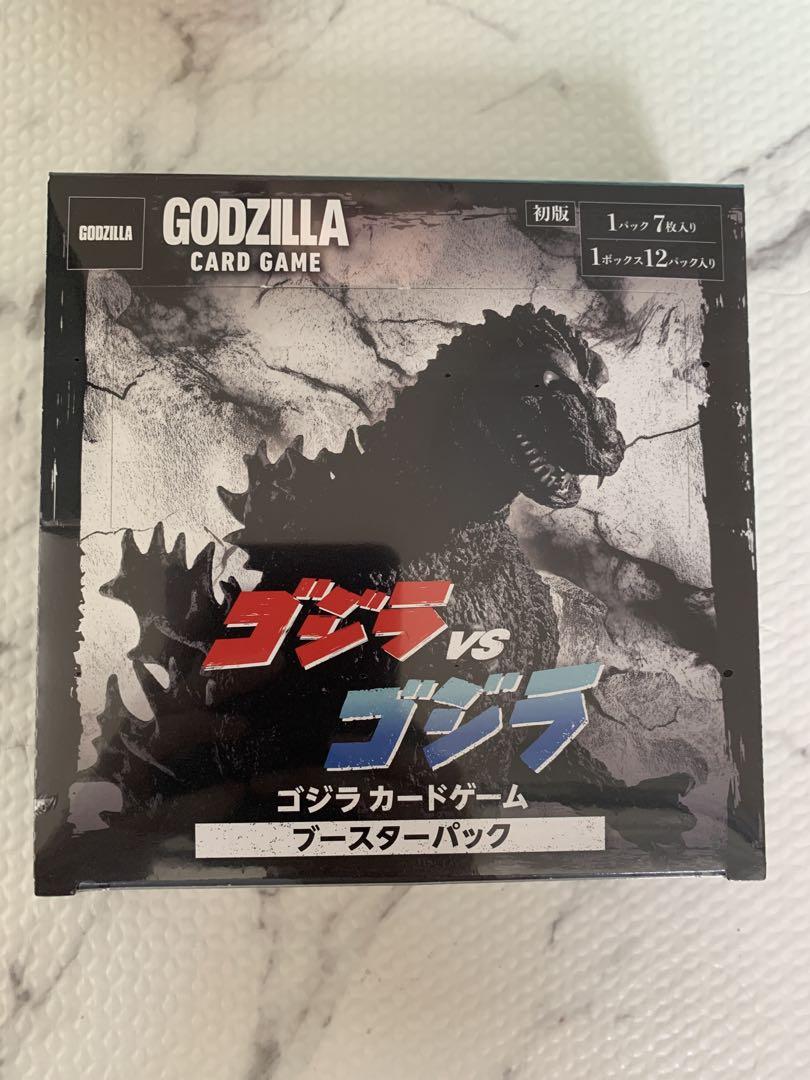 GODZILLA
GODZILLA
CARD GAME
初版
1パック 7枚入り
1ボックス12パック入り
ゴジラ VS
ゴジラ
ゴジラ カードゲーム
ブースターパック